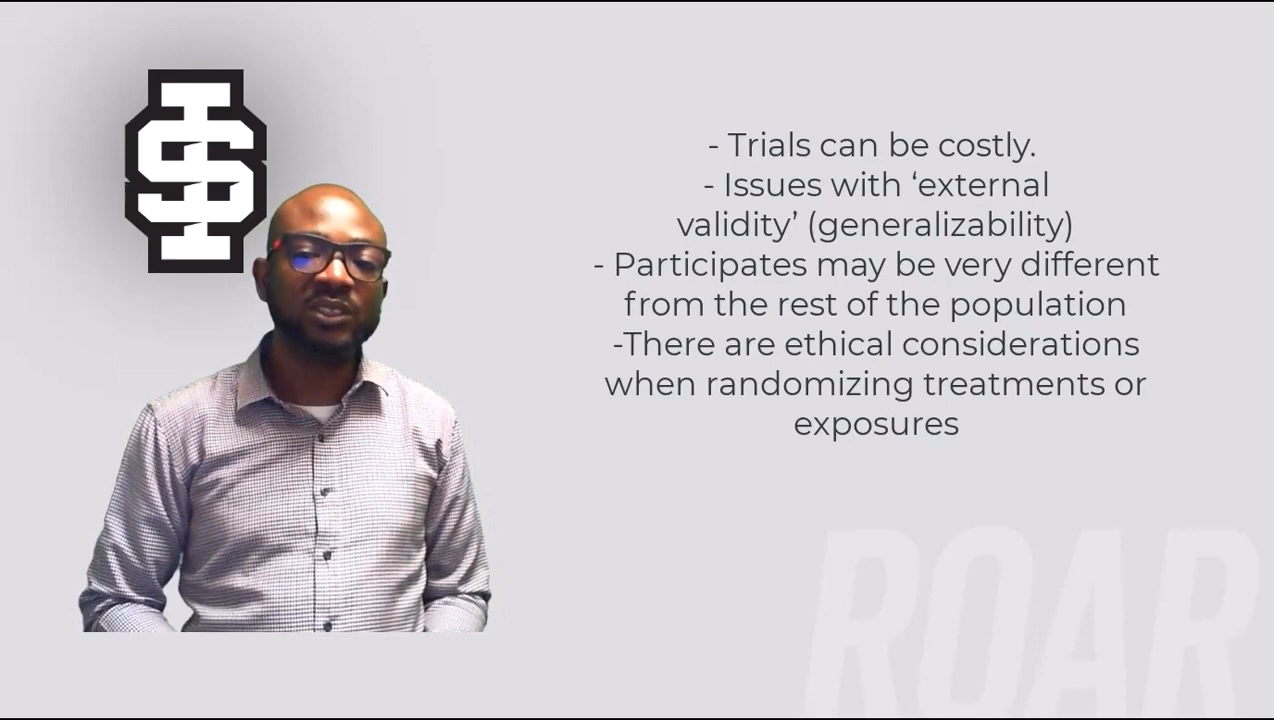 IS
- Trials can be costly.
- Issues with ‘external
validity’ (generalizability)
- Participates may be very different
from the rest of the population
-There are ethical considerations
when randomizing treatments or
exposures
ROAR